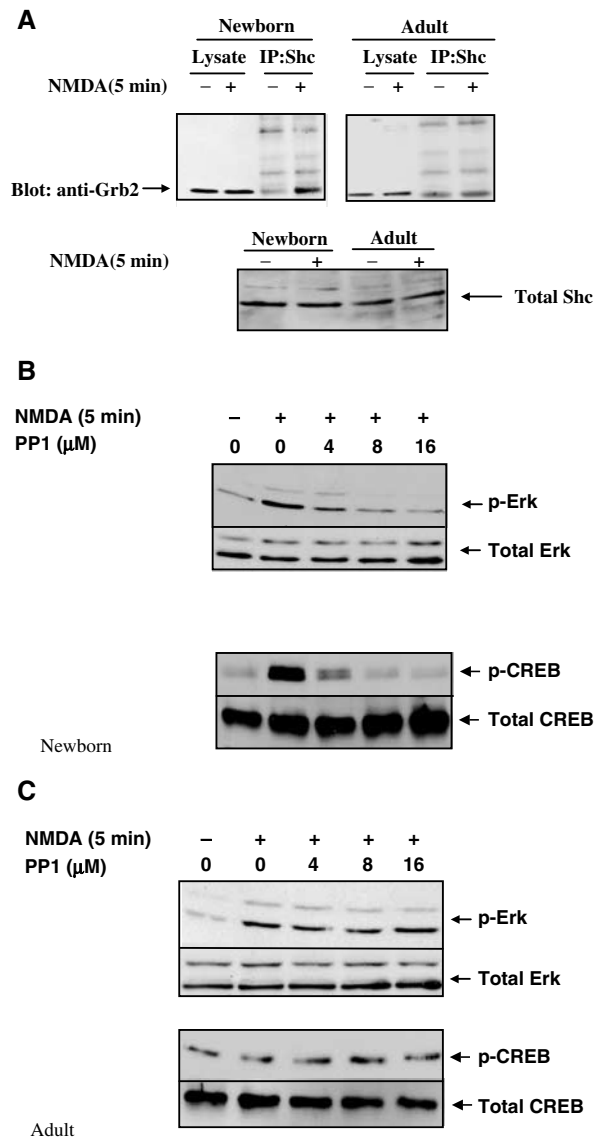 A
Newborn Adult
Lysate IP:Shc Lysate IP:Shc
NMDA(5 min) – + – + – + – +
Blot: anti-Grb2
Newborn Adult
NMDA(5 min) – + – +
Total Shc
B
NMDA (5 min) – + + + +
PP1 (µM) 0 0 4 8 16
p-Erk
Total Erk
p-CREB
Total CREB
Newborn
C
NMDA (5 min) – + + + +
PP1 (µM) 0 0 4 8 16
p-Erk
Total Erk
p-CREB
Total CREB
Adult